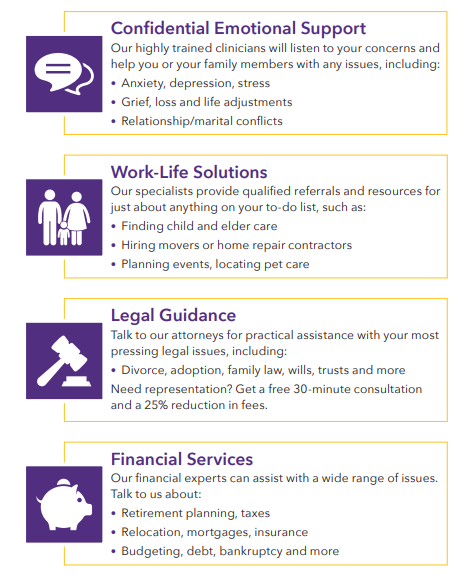 Confidential Emotional Support
Our highly trained clinicians will listen to your concerns and
help you or your family members with any issues, including:
• Anxiety, depression, stress
• Grief, loss and life adjustments
• Relationship/marital conflicts
Work-Life Solutions
Our specialists provide qualified referrals and resources for
just about anything on your to-do list, such as:
• Finding child and elder care
• Hiring movers or home repair contractors
• Planning events, locating pet care
Legal Guidance
Talk to our attorneys for practical assistance with your most
pressing legal issues, including:
• Divorce, adoption, family law, wills, trusts and more
Need representation? Get a free 30-minute consultation
and a 25% reduction in fees.
Financial Services
Our financial experts can assist with a wide range of issues.
Talk to us about:
• Retirement planning, taxes
• Relocation, mortgages, insurance
• Budgeting, debt, bankruptcy and more